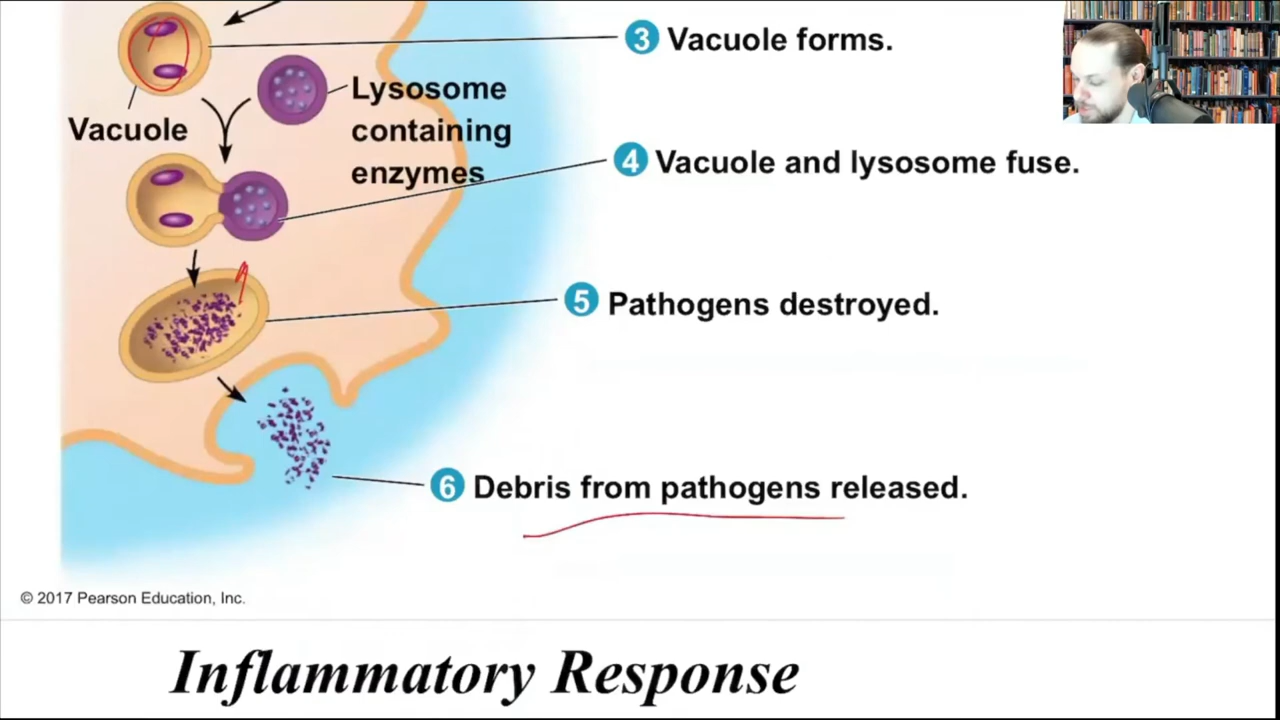 3 Vacuole forms.
Lysosome
containing
enzymes
Vacuole
4 Vacuole and lysosome fuse.
5 Pathogens destroyed.
6 Debris from pathogens released.
© 2017 Pearson Education, Inc.
Inflammatory Response